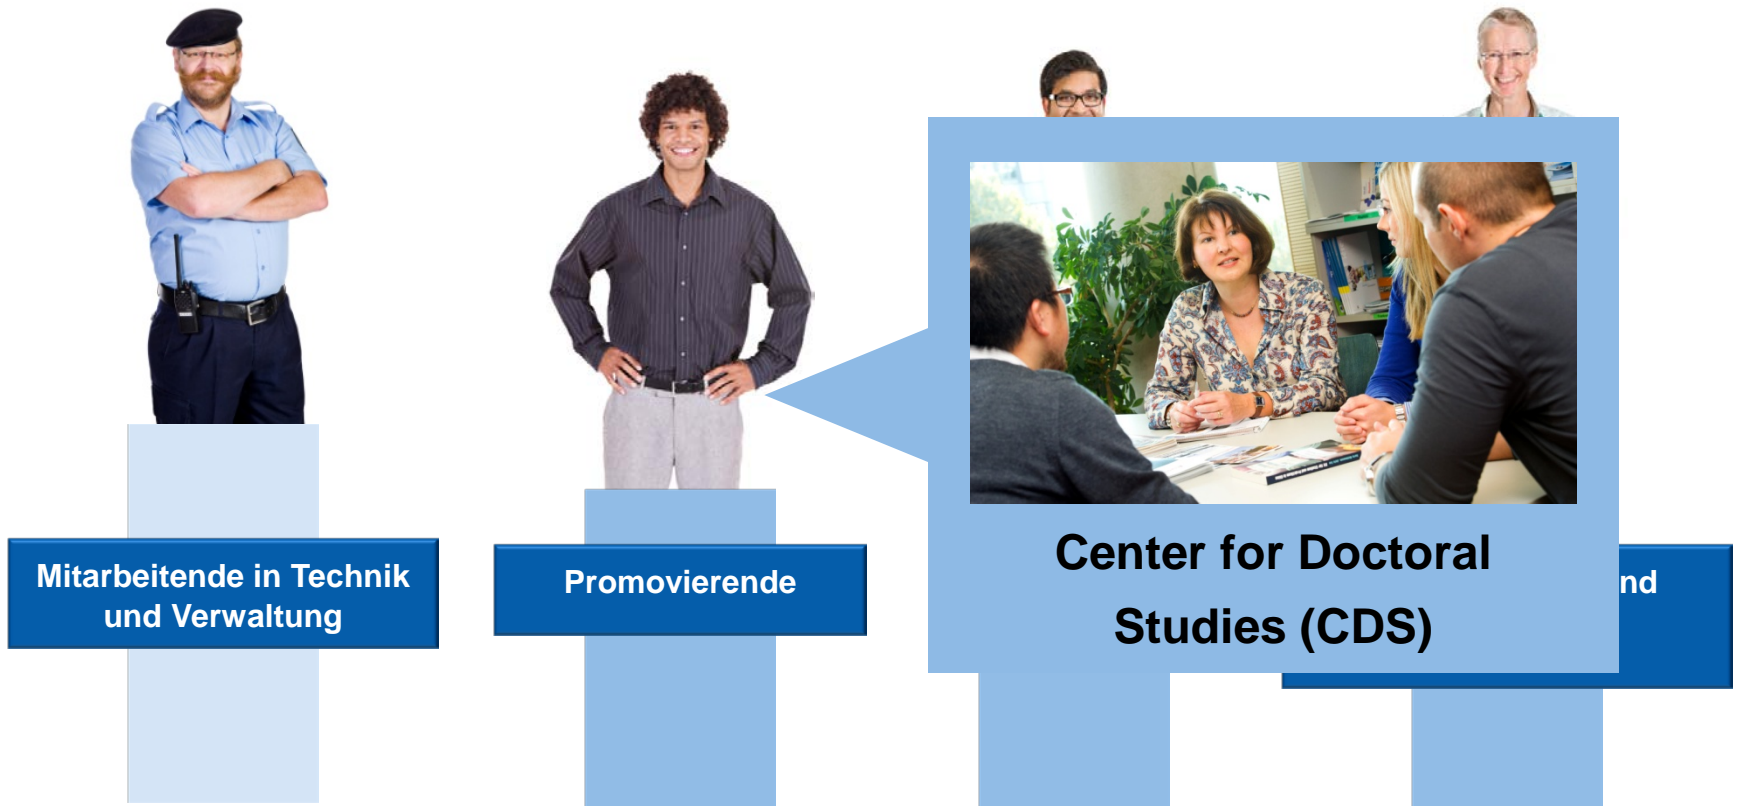 Mitarbeitende in Technik
und Verwaltung
Promovierende
Center for Doctoral
Studies (CDS)
nd